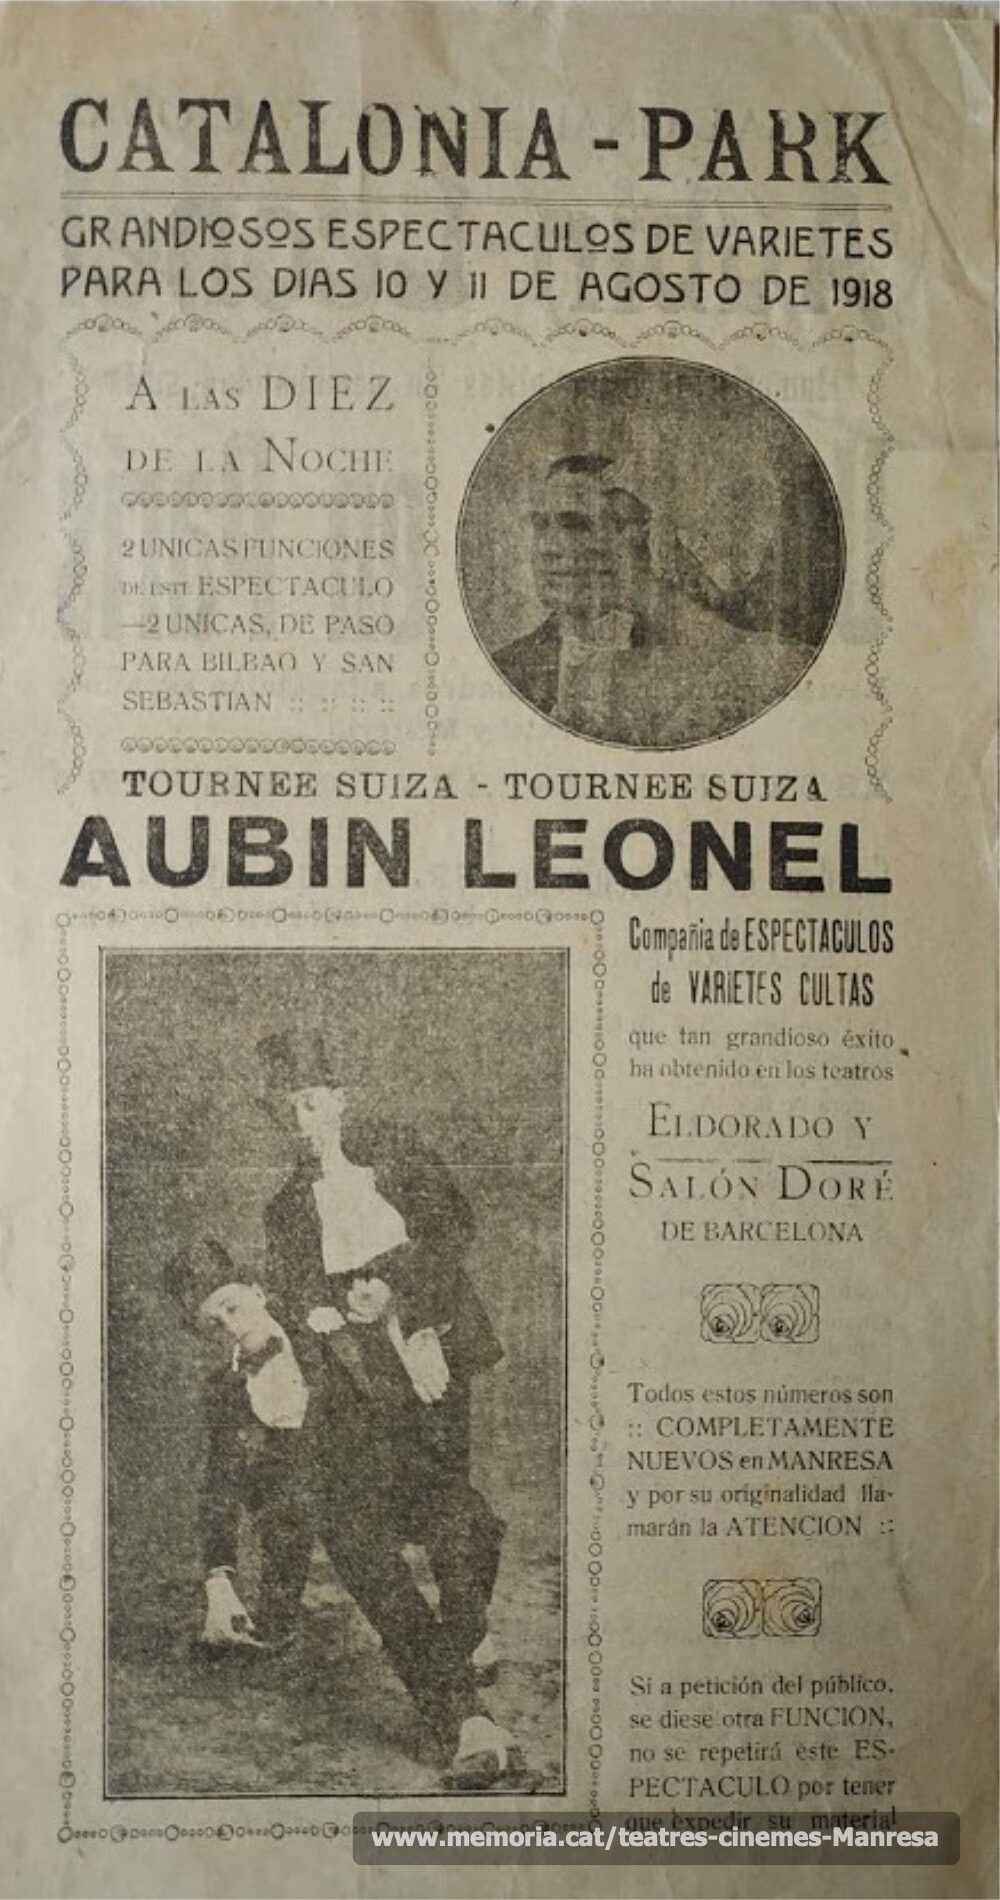 CATALONIA - PARK
GRANDIOSOS ESPECTACULOS DE VARIETES
PARA LOS DIAS 10 Y 11 DE AGOSTO DE 1918
A LAS DIEZ
DE LA NOCHE
2 UNICAS FUNCIONES
DE ESTE ESPECTACULO
—2 UNICAS, DE PASO
PARA BILBAO Y SAN
SEBASTIAN :: :: :: ::
TOURNEE SUIZA - TOURNEE SUIZA
AUBIN LEONEL
Compañia de ESPECTACULOS
de VARIETES CULTAS
que tan grandioso éxito
ha obtenido en los teatros
ELDORADO Y
SALÓN DORÉ
DE BARCELONA
Todos estos números son
:: COMPLETAMENTE
NUEVOS en MANRESA
y por su originalidad lla-
marán la ATENCION ::
Si a petición del público,
se diese otra FUNCION,
no se repetirá este ES-
PECTACULO por tener
que expedir su material
www.memoria.cat/teatres-cinemes-Manresa